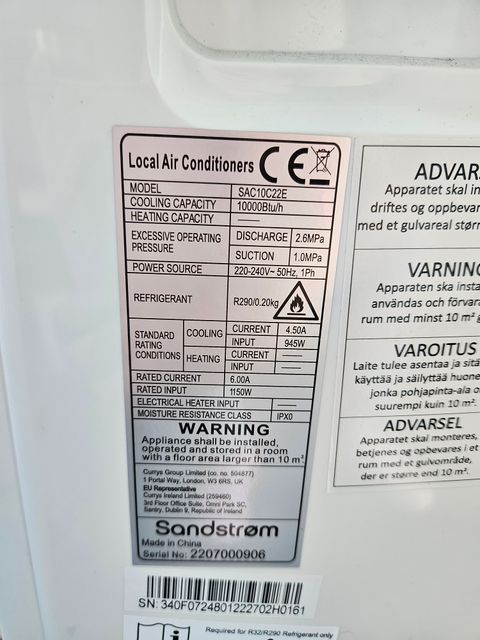 Local Air Conditioners CE
MODEL SAC10C22E
COOLING CAPACITY 10000Btu/h
HEATING CAPACITY ——
EXCESSIVE OPERATING PRESSURE DISCHARGE 2.6MPa
SUCTION 1.0MPa
POWER SOURCE 220-240V~ 50Hz, 1Ph
REFRIGERANT R290/0.20kg
STANDARD RATING CONDITIONS COOLING CURRENT 4.50A
INPUT 945W
HEATING CURRENT ——
INPUT ——
RATED CURRENT 6.00A
RATED INPUT 1150W
ELECTRICAL HEATER INPUT ——
MOISTURE RESISTANCE CLASS IPX0
WARNING
Appliance shall be installed,
operated and stored in a room
with a floor area larger than 10 m².
Currys Group Limited (co. no. 504877)
1 Portal Way, London, W3 6RS, UK
EU Representative
Currys Ireland Limited (259460)
3rd Floor Office Suite, Omni Park SC,
Santry, Dublin 9, Republic of Ireland
Sandstrøm
Made in China
Serial No: 2207000906
SN: 340F0724801222702H0161
Required for R32/R290 Refrigerant only
ADVARS
Apparatet skal in
driftes og oppbevar
med et gulvareal størr
VARNING
Apparaten ska insta
användas och förvara
rum med minst 10 m² g
VAROITUS
Laite tulee asentaa ja sitä
käyttää ja säilyttää huone
jonka pohjapinta-ala o
suurempi kuin 10 m².
ADVARSEL
Apparatet skal monteres,
betjenes og opbevares i et
rum med et gulvområde,
der er større end 10 m².